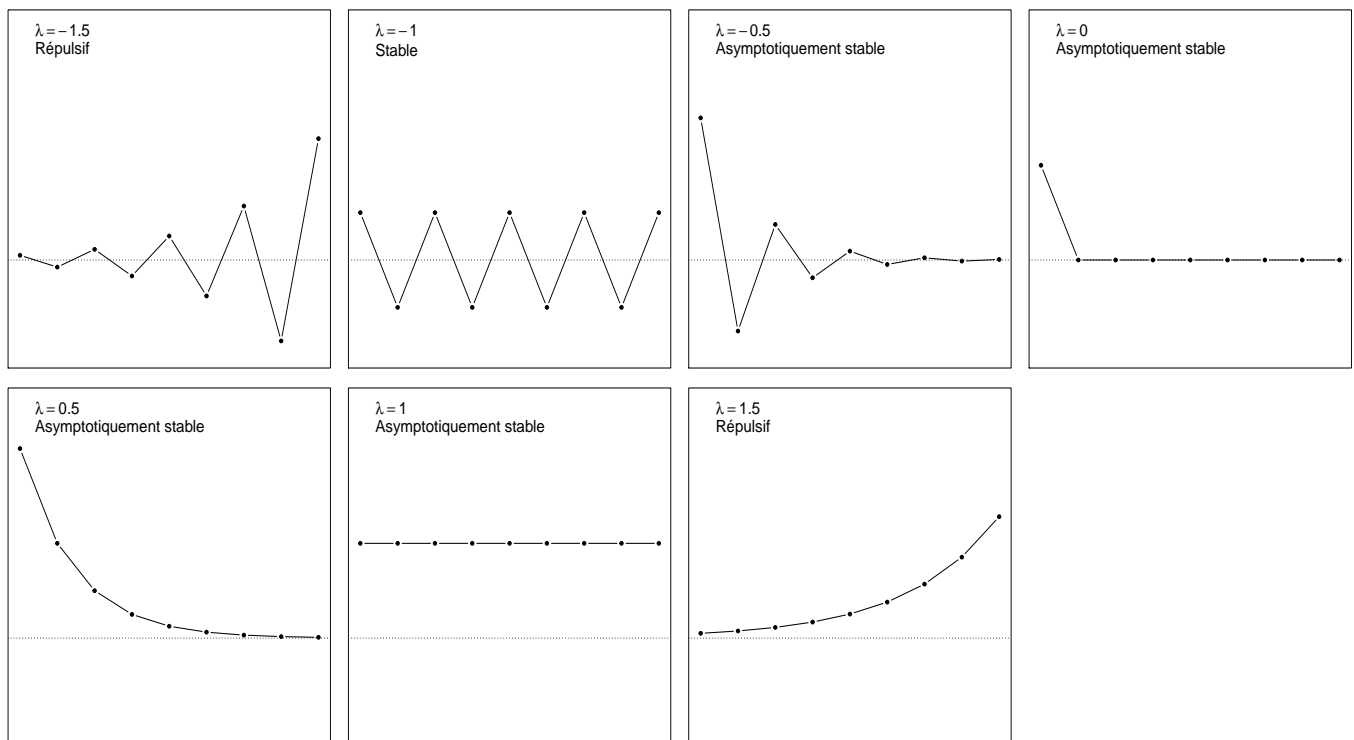 λ = −1.5
Répulsif
λ = −1
Stable
λ = −0.5
Asymptotiquement stable
λ = 0
Asymptotiquement stable
λ = 0.5
Asymptotiquement stable
λ = 1
Asymptotiquement stable
λ = 1.5
Répulsif